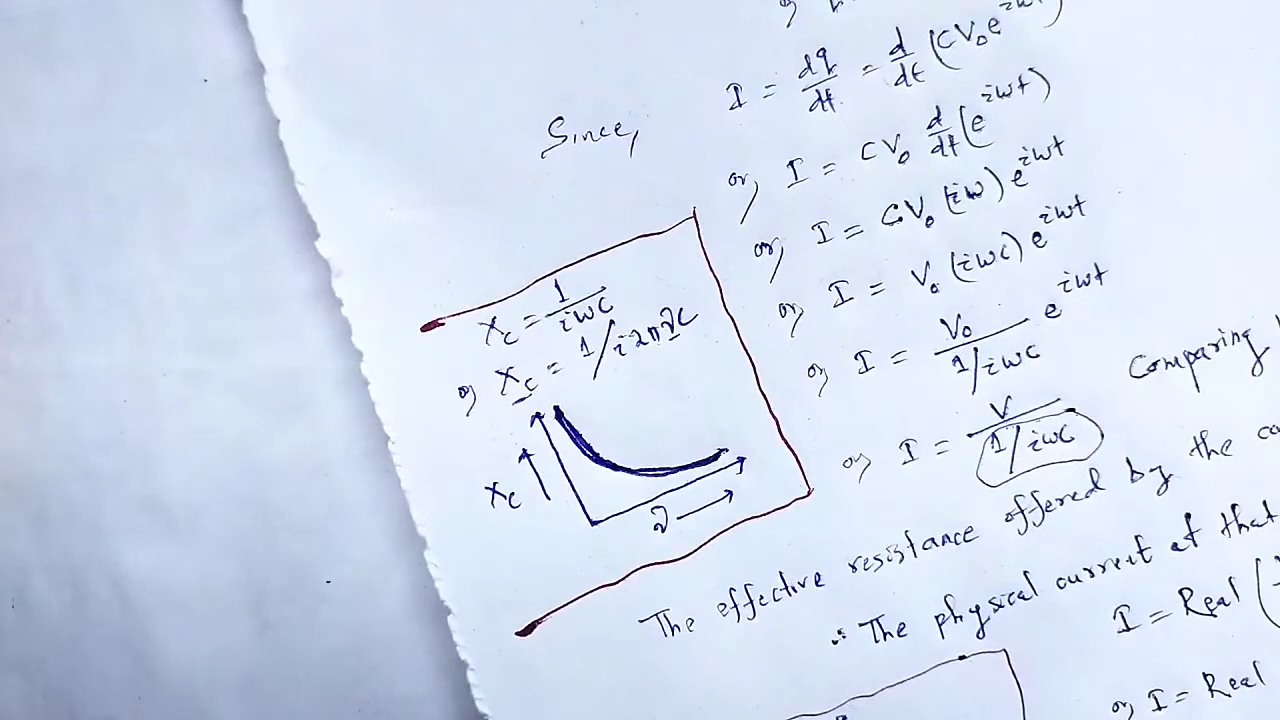 I = dq/dt = d/dt (CV₀e^iωt)
Since,
or, I = CV₀ d/dt (e^iωt)
or, I = CV₀ (iω) e^iωt
or, I = V₀ (iωC) e^iωt
or, I = V₀ / (1/iωC) e^iωt
or, I = V / (1/iωC)
Comparing
X_C = 1/iωC
or, X_C = 1/i2πνC
X_C
ν
The effective resistance offered by the
∴ The physical current at that
I = Real (
or, I = Real